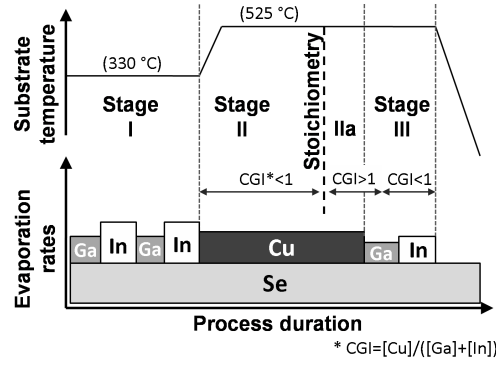 Substrate
temperature
(330 °C)
(525 °C)
Stage
I
Stage
II
Stoichiometry
IIa
Stage
III
CGI*<1
CGI>1
CGI<1
Evaporation
rates
Ga
In
Ga
In
Cu
Ga
In
Se
Process duration
* CGI=[Cu]/([Ga]+[In])